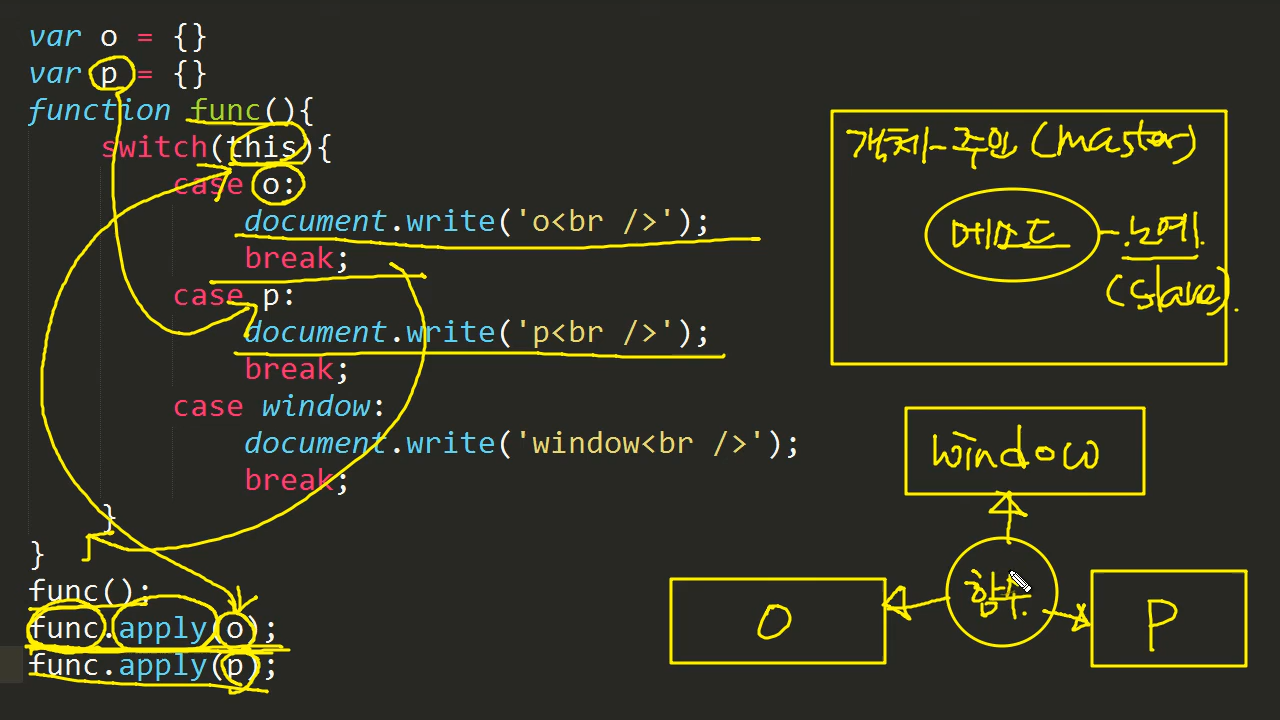 var o = {}
var p = {}
function func(){
    switch(this){
        case o:
            document.write('o<br />');
            break;
        case p:
            document.write('p<br />');
            break;
        case window:
            document.write('window<br />');
            break;
    }
}
func();
func.apply(o);
func.apply(p);
객체-주인 (master)
메소드 - 노예.
(slave).
window
함수.
O
P